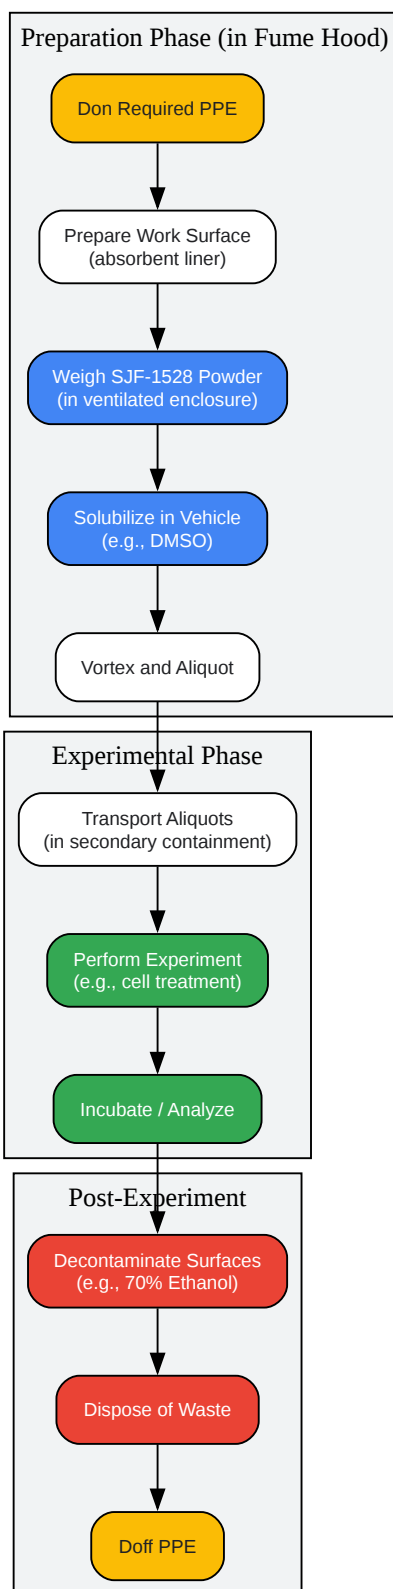 Preparation Phase (in Fume Hood)
Don Required PPE
Prepare Work Surface
(absorbent liner)
Weigh SJF-1528 Powder
(in ventilated enclosure)
Solubilize in Vehicle
(e.g., DMSO)
Vortex and Aliquot
Experimental Phase
Transport Aliquots
(in secondary containment)
Perform Experiment
(e.g., cell treatment)
Incubate / Analyze
Post-Experiment
Decontaminate Surfaces
(e.g., 70% Ethanol)
Dispose of Waste
Doff PPE